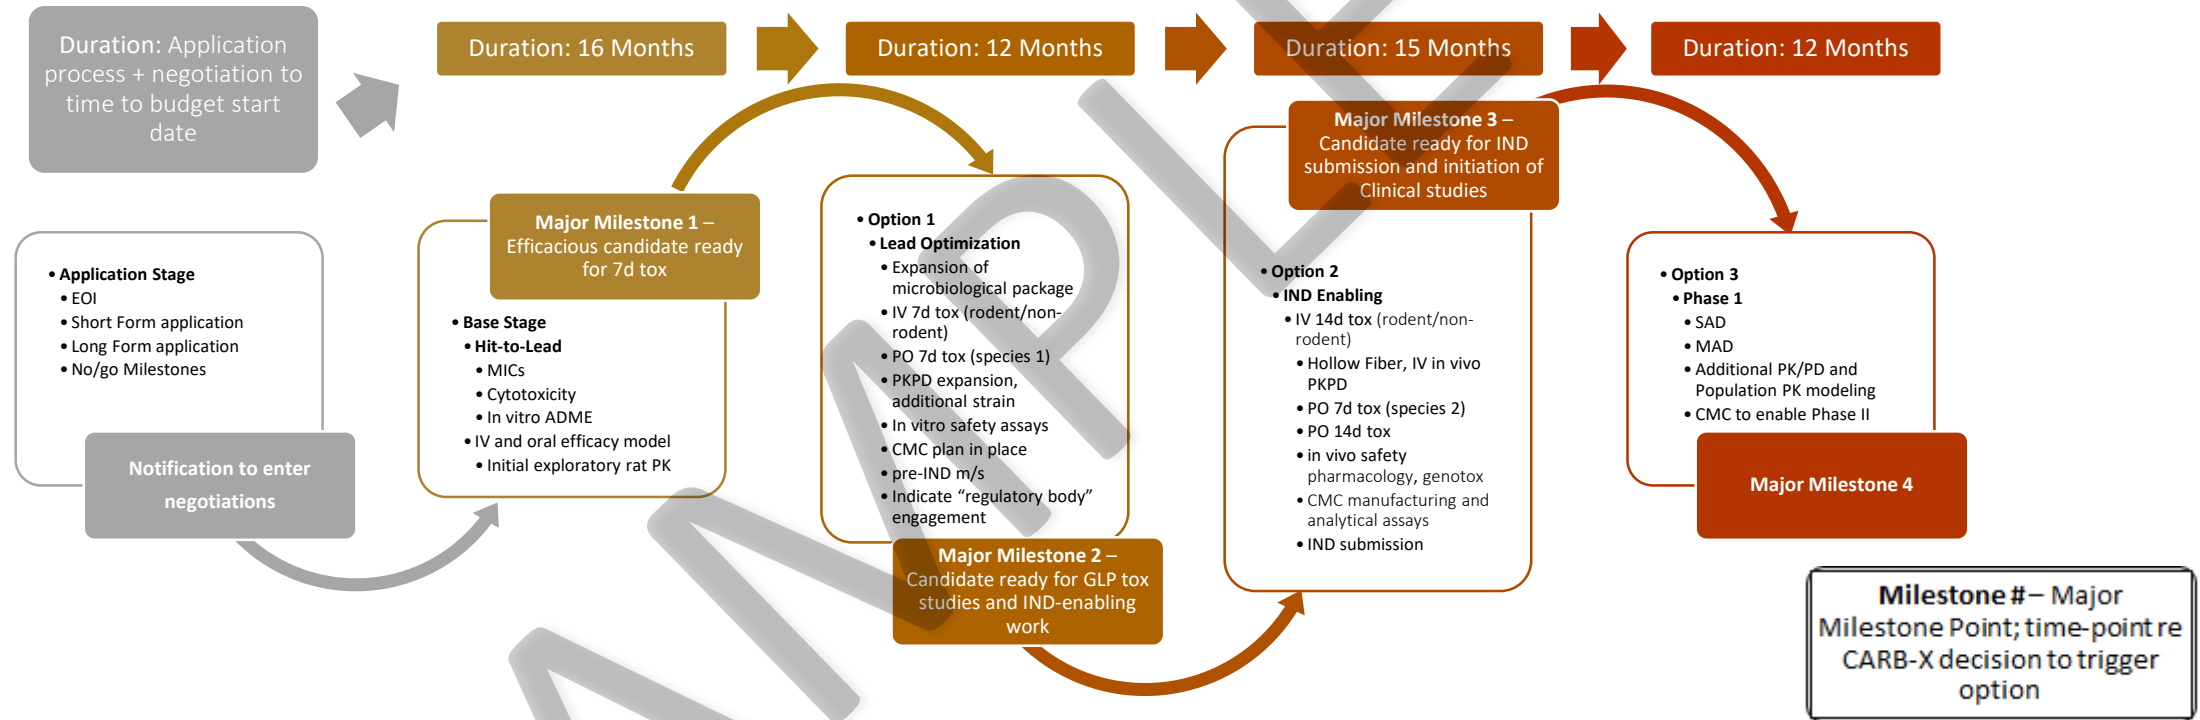 Duration: Application
process + negotiation to
time to budget start
date
Duration: 16 Months
Duration: 12 Months
Duration: 15 Months
Duration: 12 Months
• Application Stage
• EOI
• Short Form application
• Long Form application
• No/go Milestones
Notification to enter
negotiations
Major Milestone 1 –
Efficacious candidate ready
for 7d tox
• Base Stage
• Hit-to-Lead
• MICs
• Cytotoxicity
• In vitro ADME
• IV and oral efficacy model
• Initial exploratory rat PK
• Option 1
• Lead Optimization
• Expansion of
microbiological package
• IV 7d tox (rodent/non-
rodent)
• PO 7d tox (species 1)
• PKPD expansion,
additional strain
• In vitro safety assays
• CMC plan in place
• pre-IND m/s
• Indicate “regulatory body”
engagement
Major Milestone 2 –
Candidate ready for GLP tox
studies and IND-enabling
work
Major Milestone 3 –
Candidate ready for IND
submission and initiation of
Clinical studies
• Option 2
• IND Enabling
• IV 14d tox (rodent/non-
rodent)
• Hollow Fiber, IV in vivo
PKPD
• PO 7d tox (species 2)
• PO 14d tox
• in vivo safety
pharmacology, genotox
• CMC manufacturing and
analytical assays
• IND submission
• Option 3
• Phase 1
• SAD
• MAD
• Additional PK/PD and
Population PK modeling
• CMC to enable Phase II
Major Milestone 4
Milestone # – Major
Milestone Point; time-point re
CARB-X decision to trigger
option